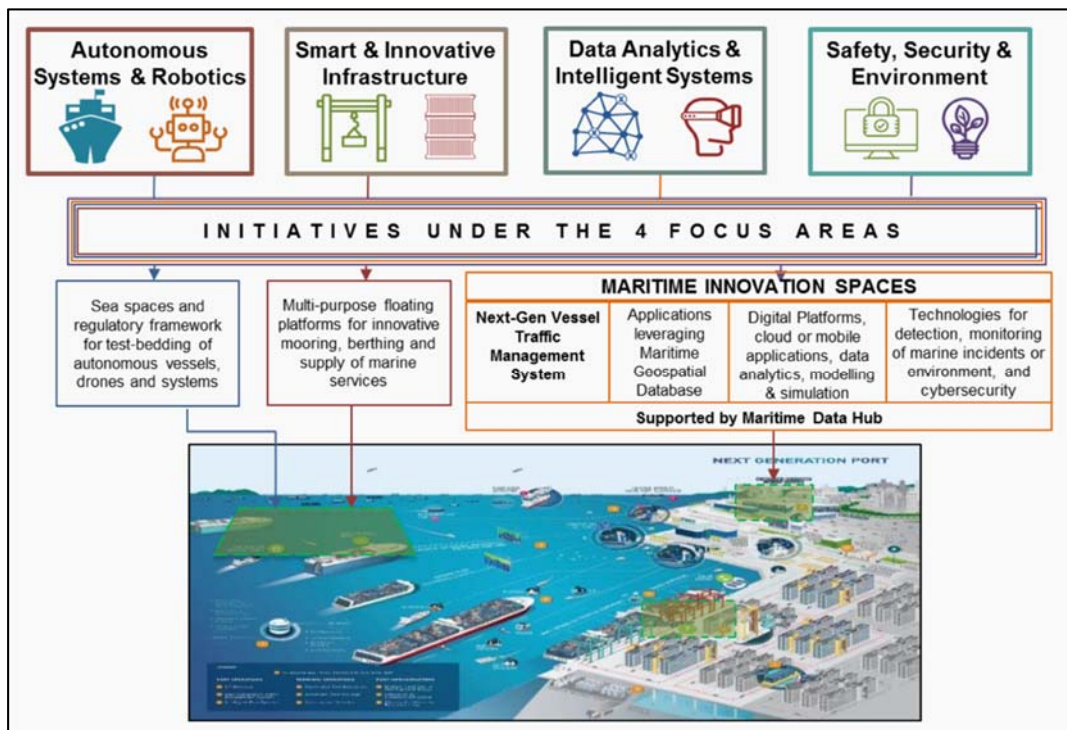 Autonomous
Systems & Robotics
Smart & Innovative
Infrastructure
Data Analytics &
Intelligent Systems
Safety, Security &
Environment
INITIATIVES UNDER THE 4 FOCUS AREAS
Sea spaces and
regulatory framework
for test-bedding of
autonomous vessels,
drones and systems
Multi-purpose floating
platforms for innovative
mooring, berthing and
supply of marine
services
MARITIME INNOVATION SPACES
Next-Gen Vessel
Traffic
Management
System
Applications
leveraging
Maritime
Geospatial
Database
Digital Platforms,
cloud or mobile
applications, data
analytics, modelling
& simulation
Technologies for
detection, monitoring
of marine incidents or
environment, and
cybersecurity
Supported by Maritime Data Hub
NEXT GENERATION PORT